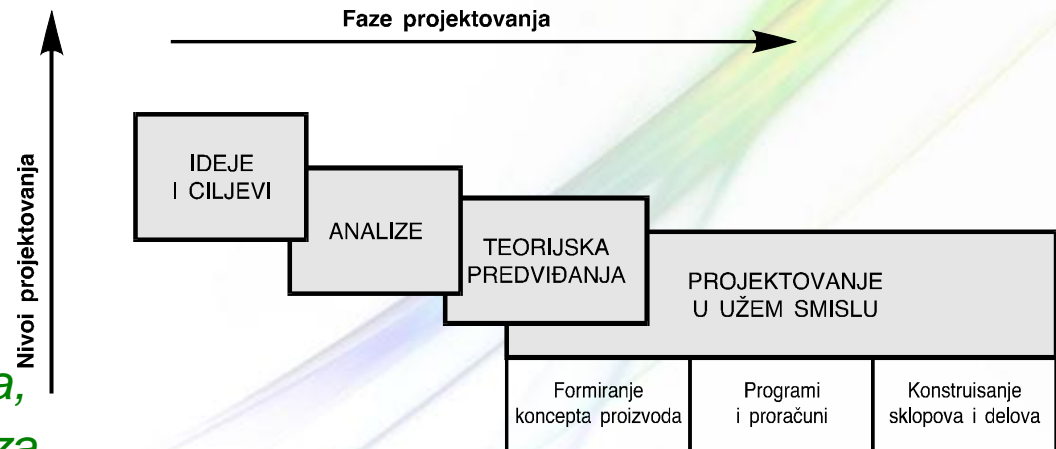 Faze projektovanja
Nivoi projektovanja
IDEJE
I CILJEVI
ANALIZE
TEORIJSKA
PREDVIĐANJA
PROJEKTOVANJE
U UŽEM SMISLU
Formiranje
koncepta proizvoda
Programi
i proračuni
Konstruisanje
sklopova i delova